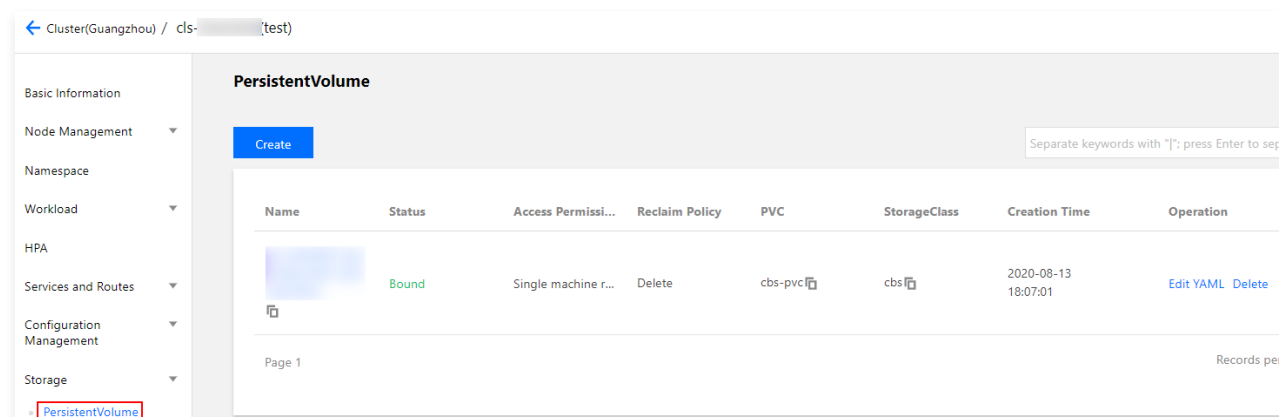 Cluster(Guangzhou) / cls- (test)
Basic Information
Node Management
Namespace
Workload
HPA
Services and Routes
Configuration
Management
Storage
PersistentVolume
PersistentVolume
Create
Separate keywords with "|"; press Enter to sep
Name Status Access Permissi... Reclaim Policy PVC StorageClass Creation Time Operation
Bound Single machine r... Delete cbs-pvc cbs 2020-08-13
18:07:01 Edit YAML Delete
Page 1 Records per